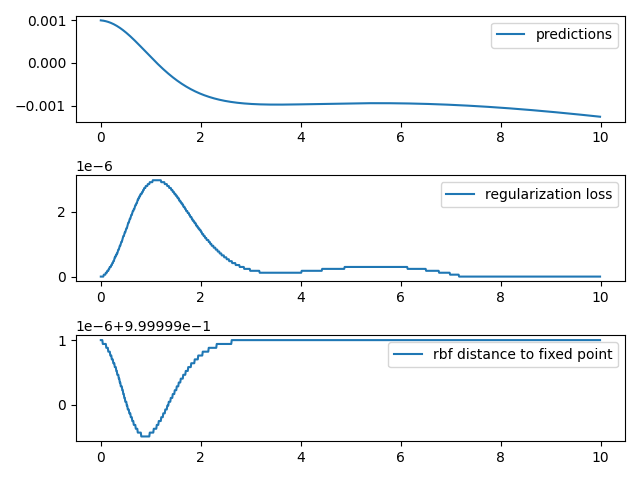 0.001
0.000
−0.001
predictions
0 2 4 6 8 10
1e−6
2
0
regularization loss
0 2 4 6 8 10
1e−6+9.99999e−1
1
0
rbf distance to fixed point
0 2 4 6 8 10